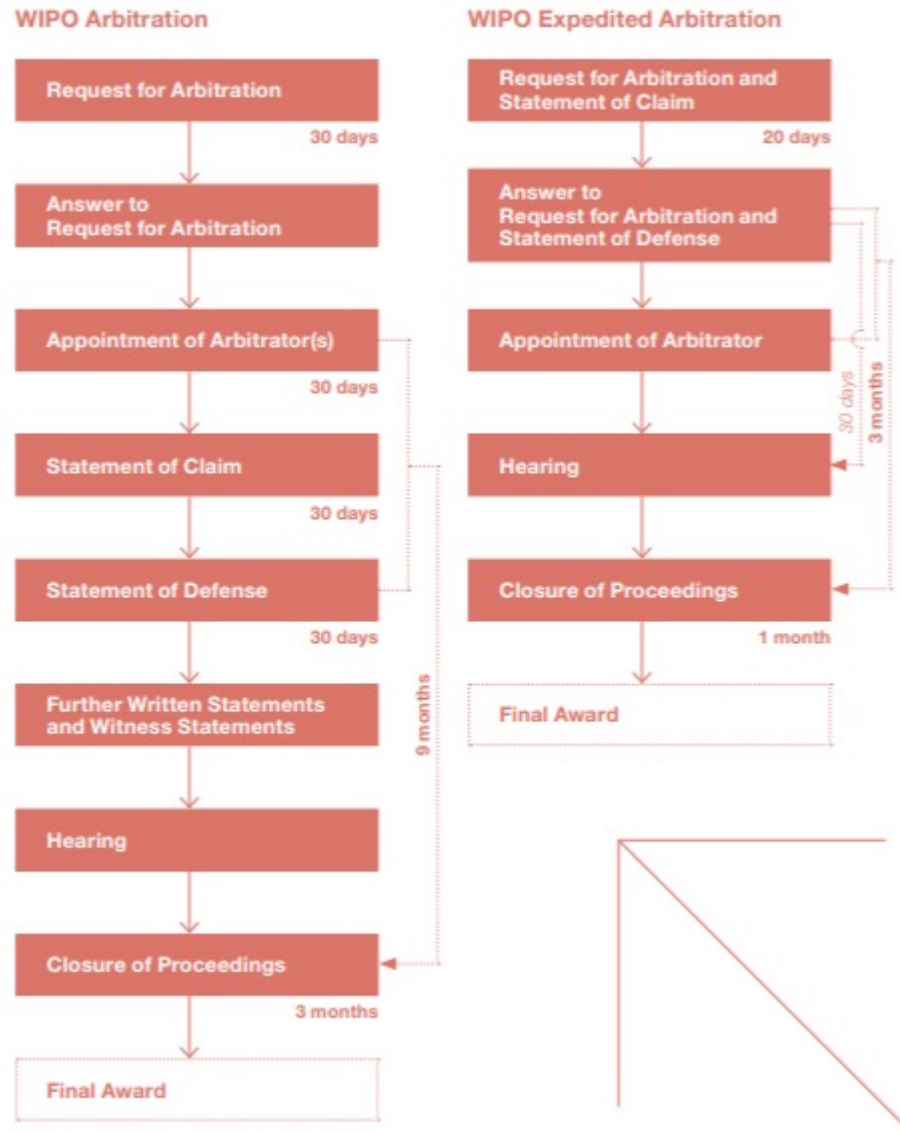 WIPO Arbitration
Request for Arbitration
30 days
Answer to
Request for Arbitration
Appointment of Arbitrator(s)
30 days
Statement of Claim
30 days
Statement of Defense
30 days
Further Written Statements
and Witness Statements
9 months
Hearing
Closure of Proceedings
3 months
Final Award
WIPO Expedited Arbitration
Request for Arbitration and
Statement of Claim
20 days
Answer to
Request for Arbitration and
Statement of Defense
Appointment of Arbitrator
30 days
3 months
Hearing
Closure of Proceedings
1 month
Final Award